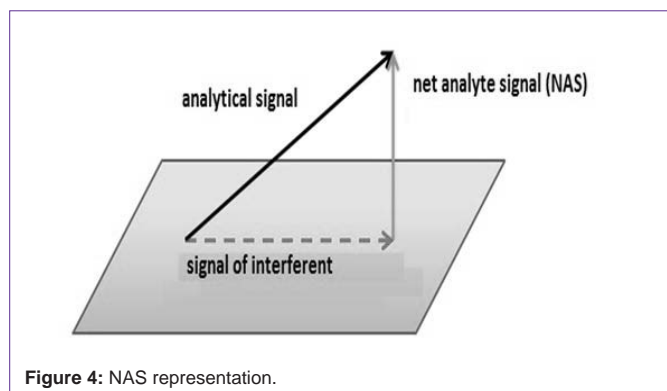 analytical signal
net analyte signal (NAS)
signal of interferent
Figure 4: NAS representation.